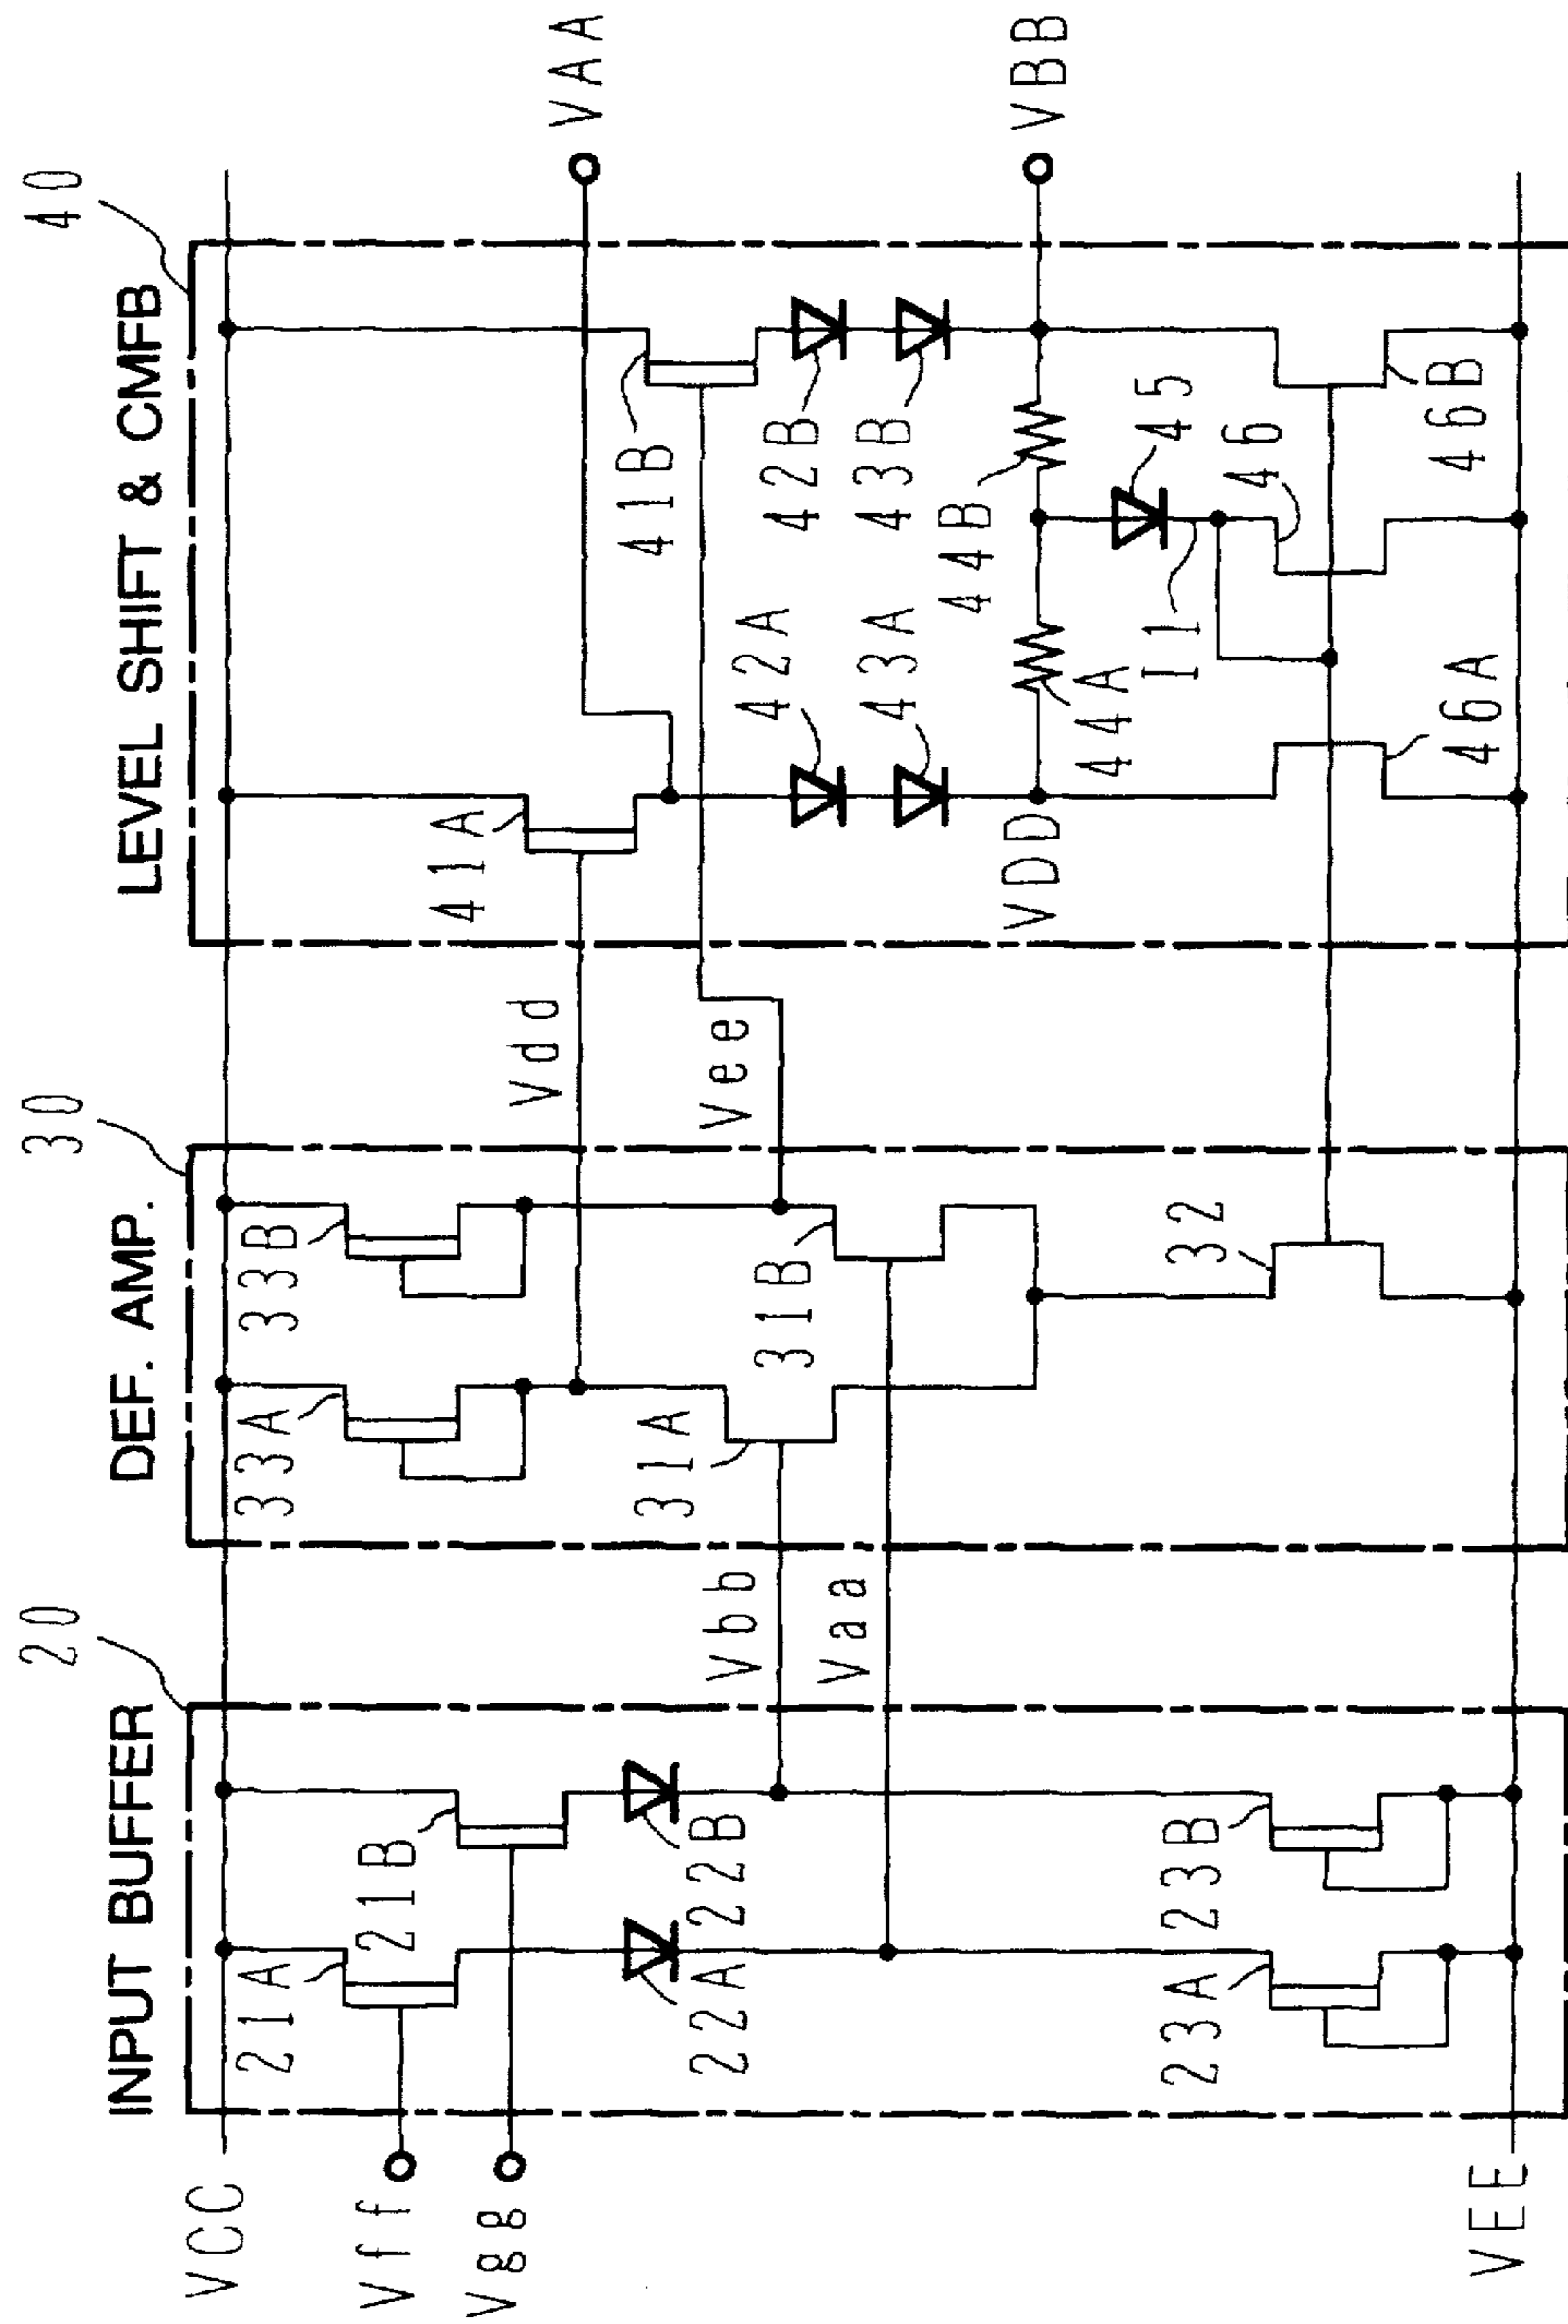 INPUT BUFFER
20
DEF. AMP.
30
LEVEL SHIFT & CMFB
40
VCC
Vff
Vgg
VEE
21A
21B
22A
22B
23A
23B
Vbb
Vaa
33A
33B
31A
31B
32
Vdd
Vee
41A
41B
42A
42B
43A
43B
VDD
44A
44B
45
I1
46
46A
46B
VAA
VBB